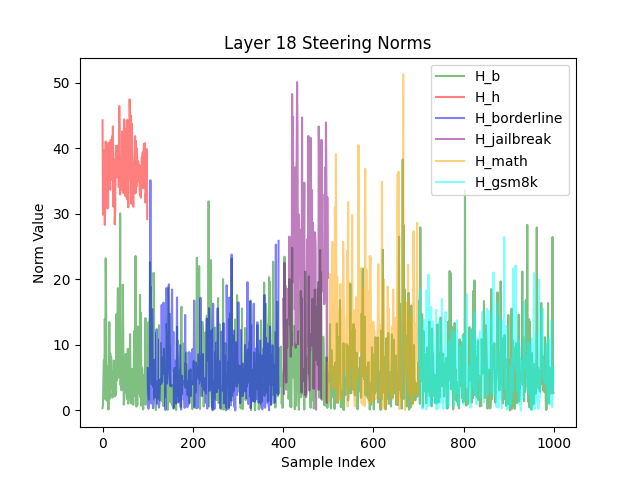 Layer 18 Steering Norms
Norm Value
50
40
30
20
10
0
0
200
400
600
800
1000
Sample Index
H_b
H_h
H_borderline
H_jailbreak
H_math
H_gsm8k